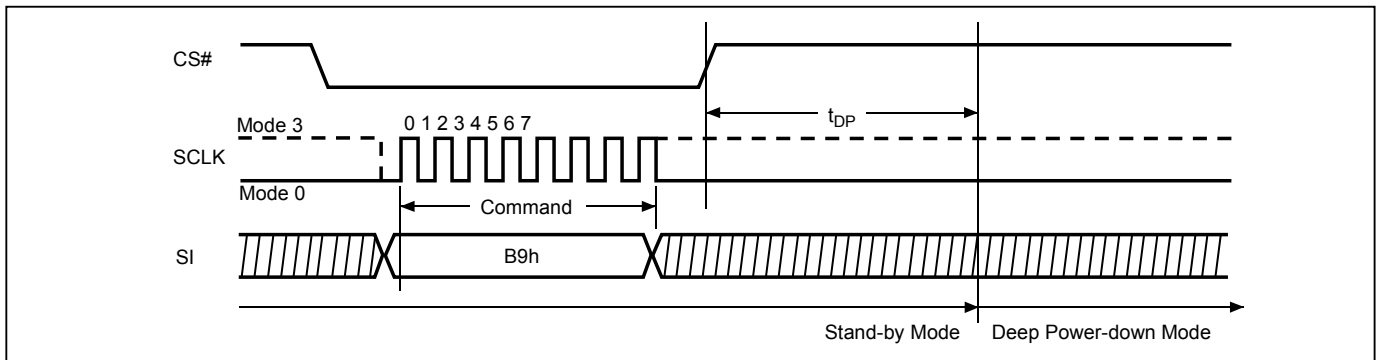 CS#
tDP
Mode 3
0 1 2 3 4 5 6 7
SCLK
Mode 0
Command
SI
B9h
Stand-by Mode
Deep Power-down Mode